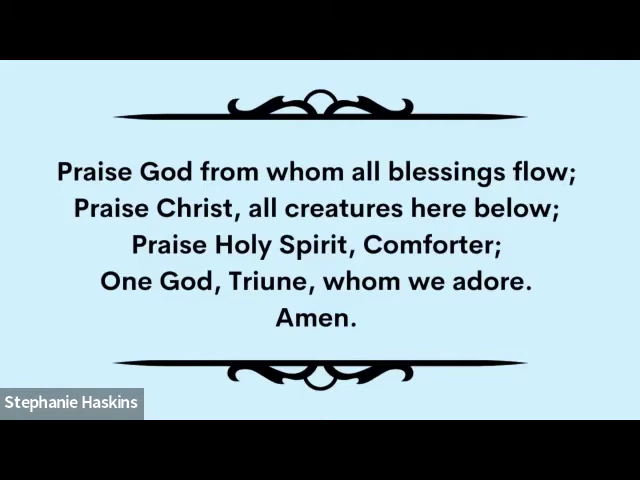 Praise God from whom all blessings flow;
Praise Christ, all creatures here below;
Praise Holy Spirit, Comforter;
One God, Triune, whom we adore.
Amen.
Stephanie Haskins